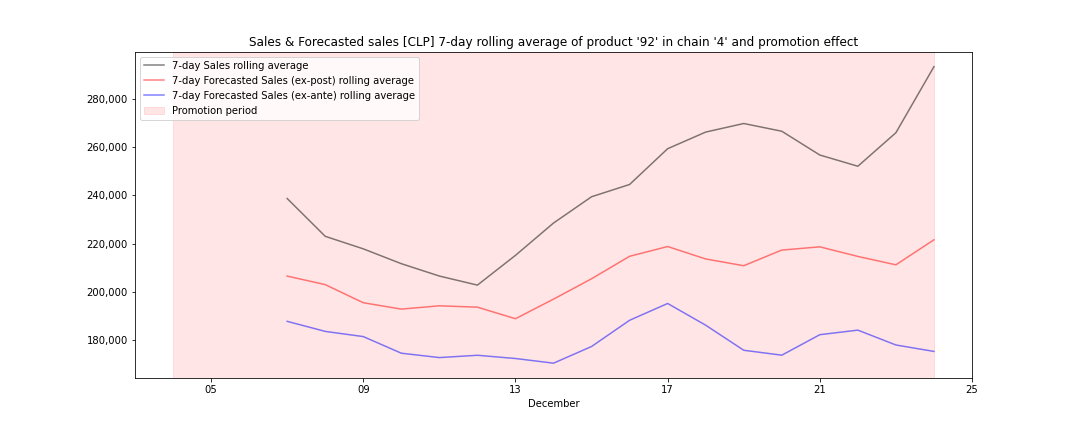 Sales & Forecasted sales [CLP] 7-day rolling average of product '92' in chain '4' and promotion effect
7-day Sales rolling average
7-day Forecasted Sales (ex-post) rolling average
7-day Forecasted Sales (ex-ante) rolling average
Promotion period
280,000
260,000
240,000
220,000
200,000
180,000
05 09 13 17 21 25
December